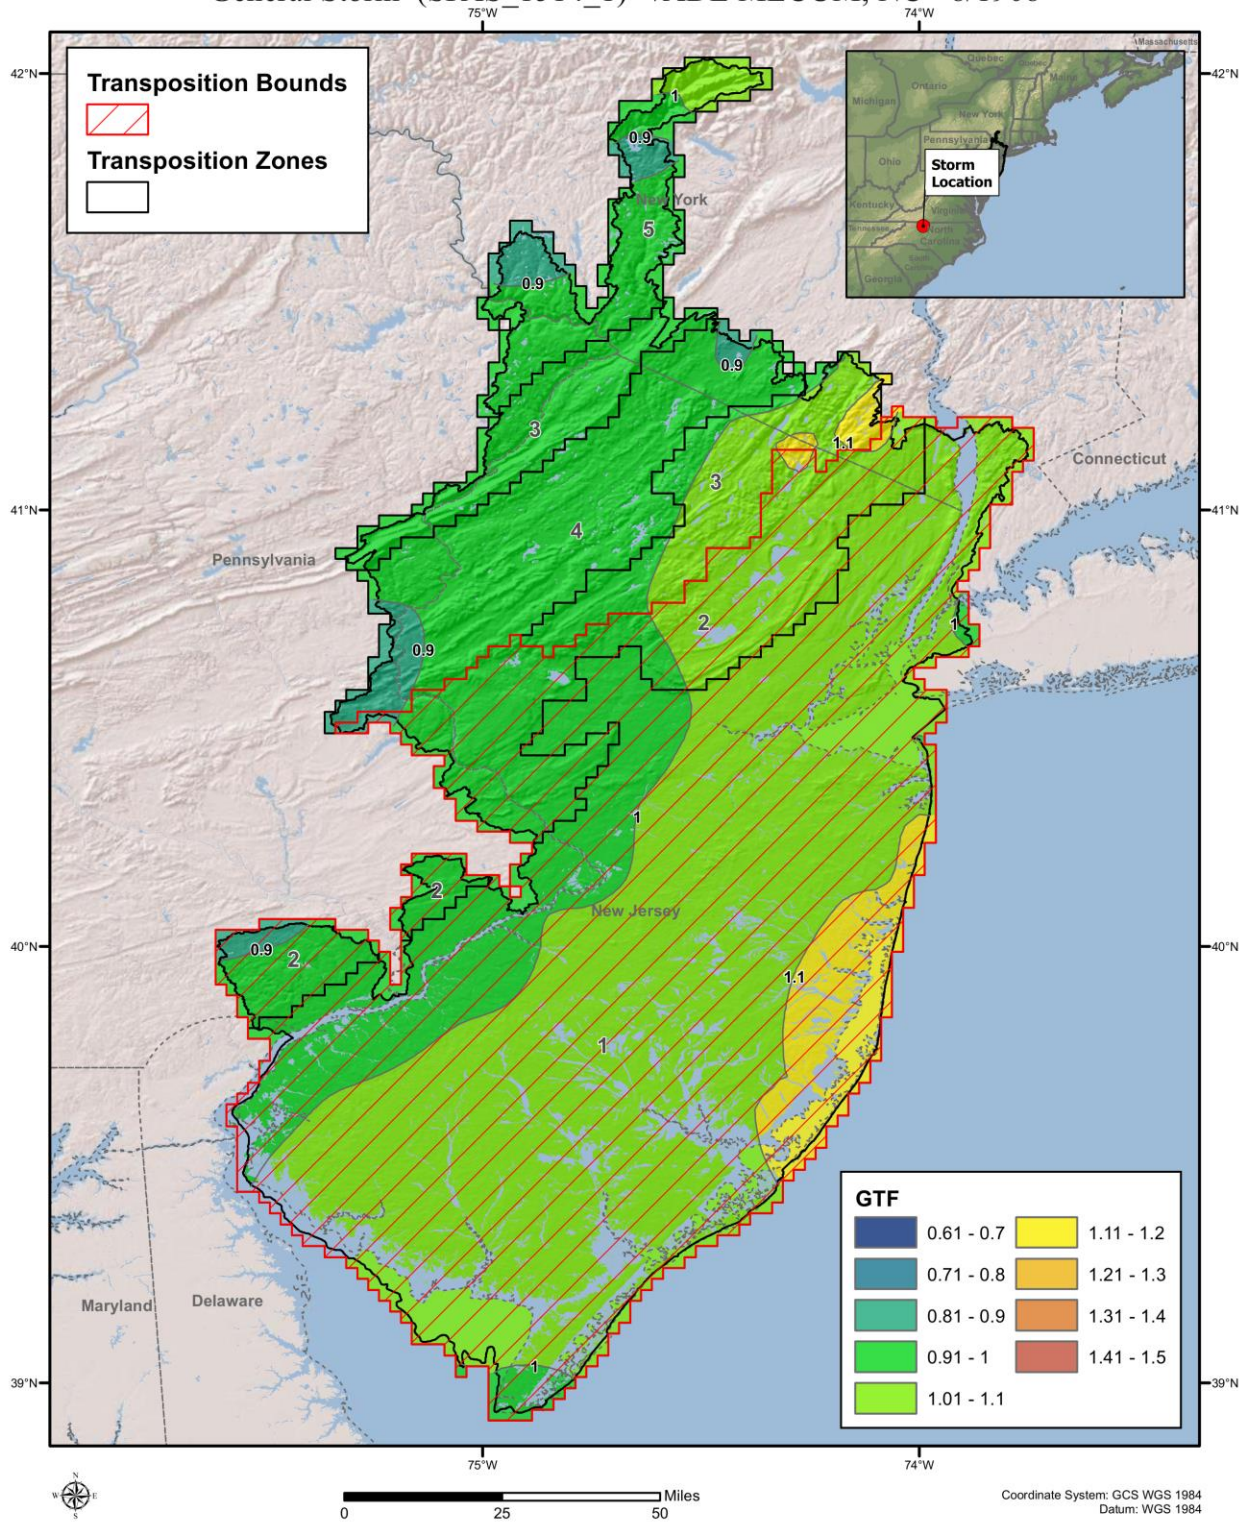 75°W 74°W
42°N 42°N
Transposition Bounds
Transposition Zones
Massachusetts
Quebec
Maine
Ontario
Michigan
New York
Pennsylvania
Ohio
Storm
Location
Kentucky
Virginia
Tennessee
North
Carolina
South
Georgia
1
0.9
New York
5
0.9
0.9
3
1.1
Connecticut
3
41°N 41°N
4
Pennsylvania
2
1
0.9
1
2
New Jersey
40°N 40°N
0.9
2
1.1
1
GTF
0.61 - 0.7 1.11 - 1.2
0.71 - 0.8 1.21 - 1.3
Maryland Delaware
0.81 - 0.9 1.31 - 1.4
0.91 - 1 1.41 - 1.5
1
39°N 39°N
1.01 - 1.1
75°W 74°W
N
W E
S
Miles
0 25 50
Coordinate System: GCS WGS 1984
Datum: WGS 1984